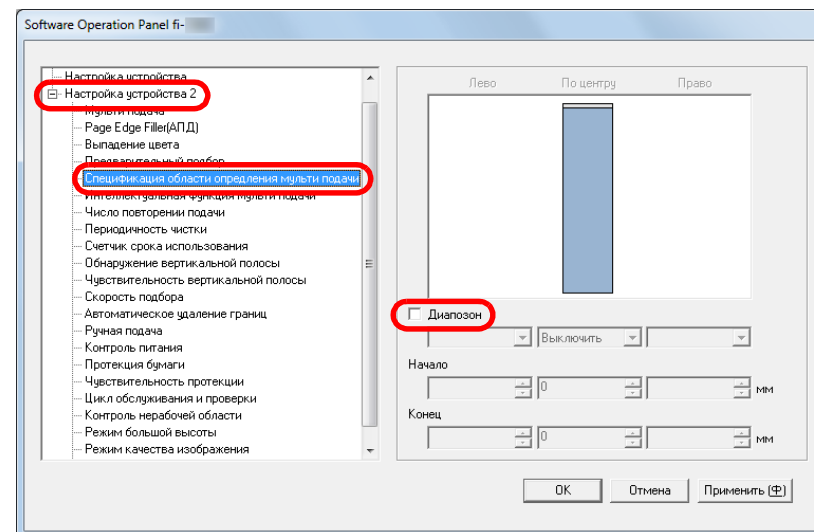 Software Operation Panel fi-
Настройка устройства
Настройка устройства 2
Мульти подача
Page Edge Filler(АПД)
Выпадение цвета
Предварительный подбор
Спецификация области опредления мульти подачи
Интеллектуальная функция мульти подачи
Число повторении подачи
Периодичность чистки
Счетчик срока использования
Обнаружение вертикальной полосы
Чувствительность вертикальной полосы
Скорость подбора
Автоматическое удаление границ
Ручная подача
Контроль питания
Протекция бумаги
Чувствительность протекции
Цикл обслуживания и проверки
Контроль нерабочей области
Режим большой высоты
Режим качества изображения
Лево По центру Право
Диапозон
Выключить
Начало
0 мм
Конец
0 мм
OK Отмена Применить (Ф)